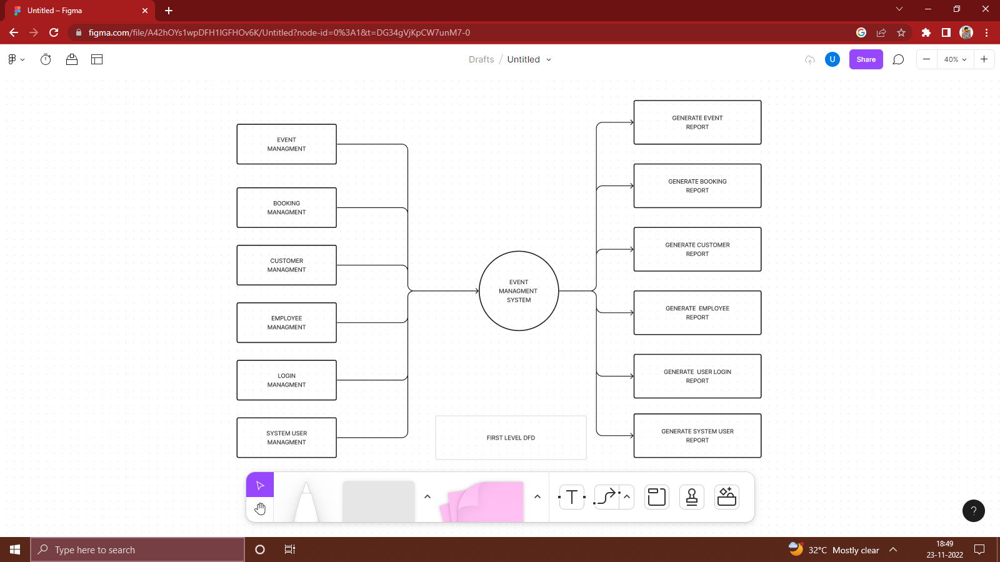 Untitled – Figma
figma.com/file/A42hOYs1wpDFH1lGFHOv6K/Untitled?node-id=0%3A1&t=DG34gVjKpCW7unM7-0
Drafts / Untitled
U
Share
40%
EVENT
MANAGMENT
BOOKING
MANAGMENT
CUSTOMER
MANAGMENT
EMPLOYEE
MANAGMENT
LOGIN
MANAGMENT
SYSTEM USER
MANAGMENT
EVENT
MANAGMENT
SYSTEM
FIRST LEVEL DFD
GENERATE EVENT
REPORT
GENERATE BOOKING
REPORT
GENERATE CUSTOMER
REPORT
GENERATE  EMPLOYEE
REPORT
GENERATE  USER LOGIN
REPORT
GENERATE SYSTEM USER
REPORT
T
?
Type here to search
32°C Mostly clear
18:49
23-11-2022